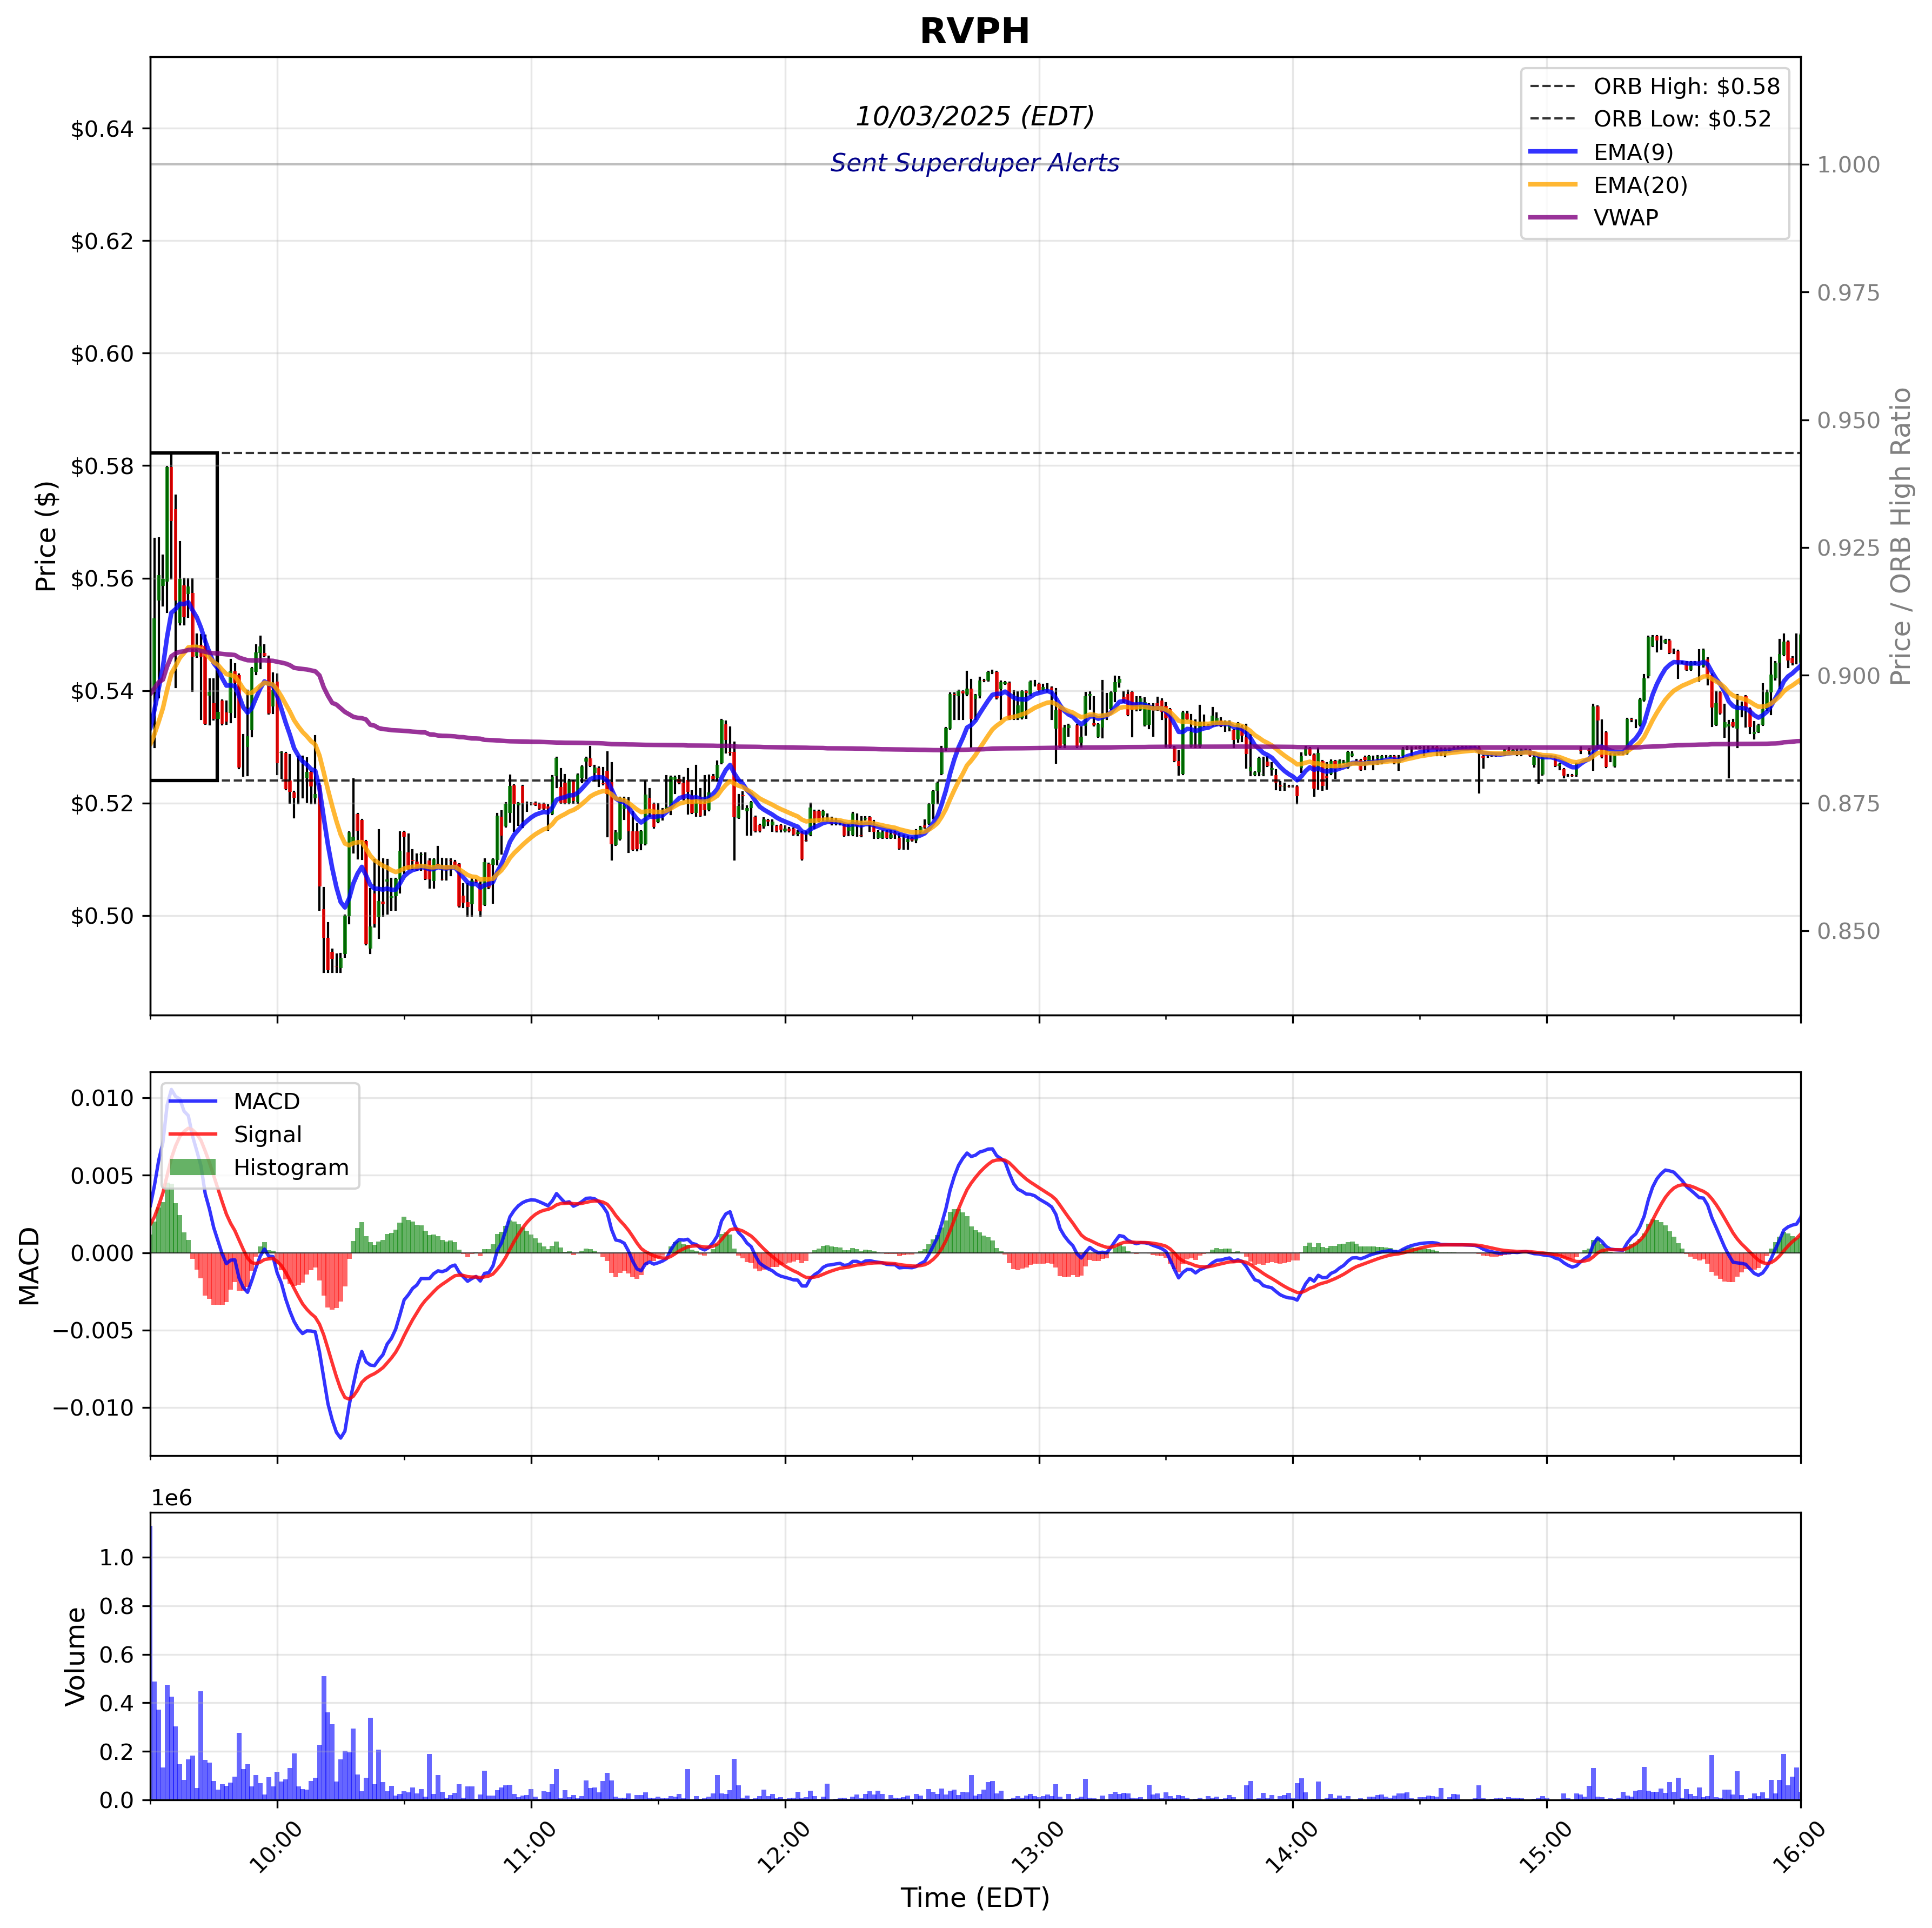 RVPH
10/03/2025 (EDT)
Sent Superduper Alerts
ORB High: $0.58
ORB Low: $0.52
EMA(9)
EMA(20)
VWAP
Price ($)
$0.64
$0.62
$0.60
$0.58
$0.56
$0.54
$0.52
$0.50
Price / ORB High Ratio
1.000
0.975
0.950
0.925
0.900
0.875
0.850
MACD
0.010
0.005
0.000
−0.005
−0.010
MACD
Signal
Histogram
1e6
Volume
1.0
0.8
0.6
0.4
0.2
0.0
10:00
11:00
12:00
13:00
14:00
15:00
16:00
Time (EDT)